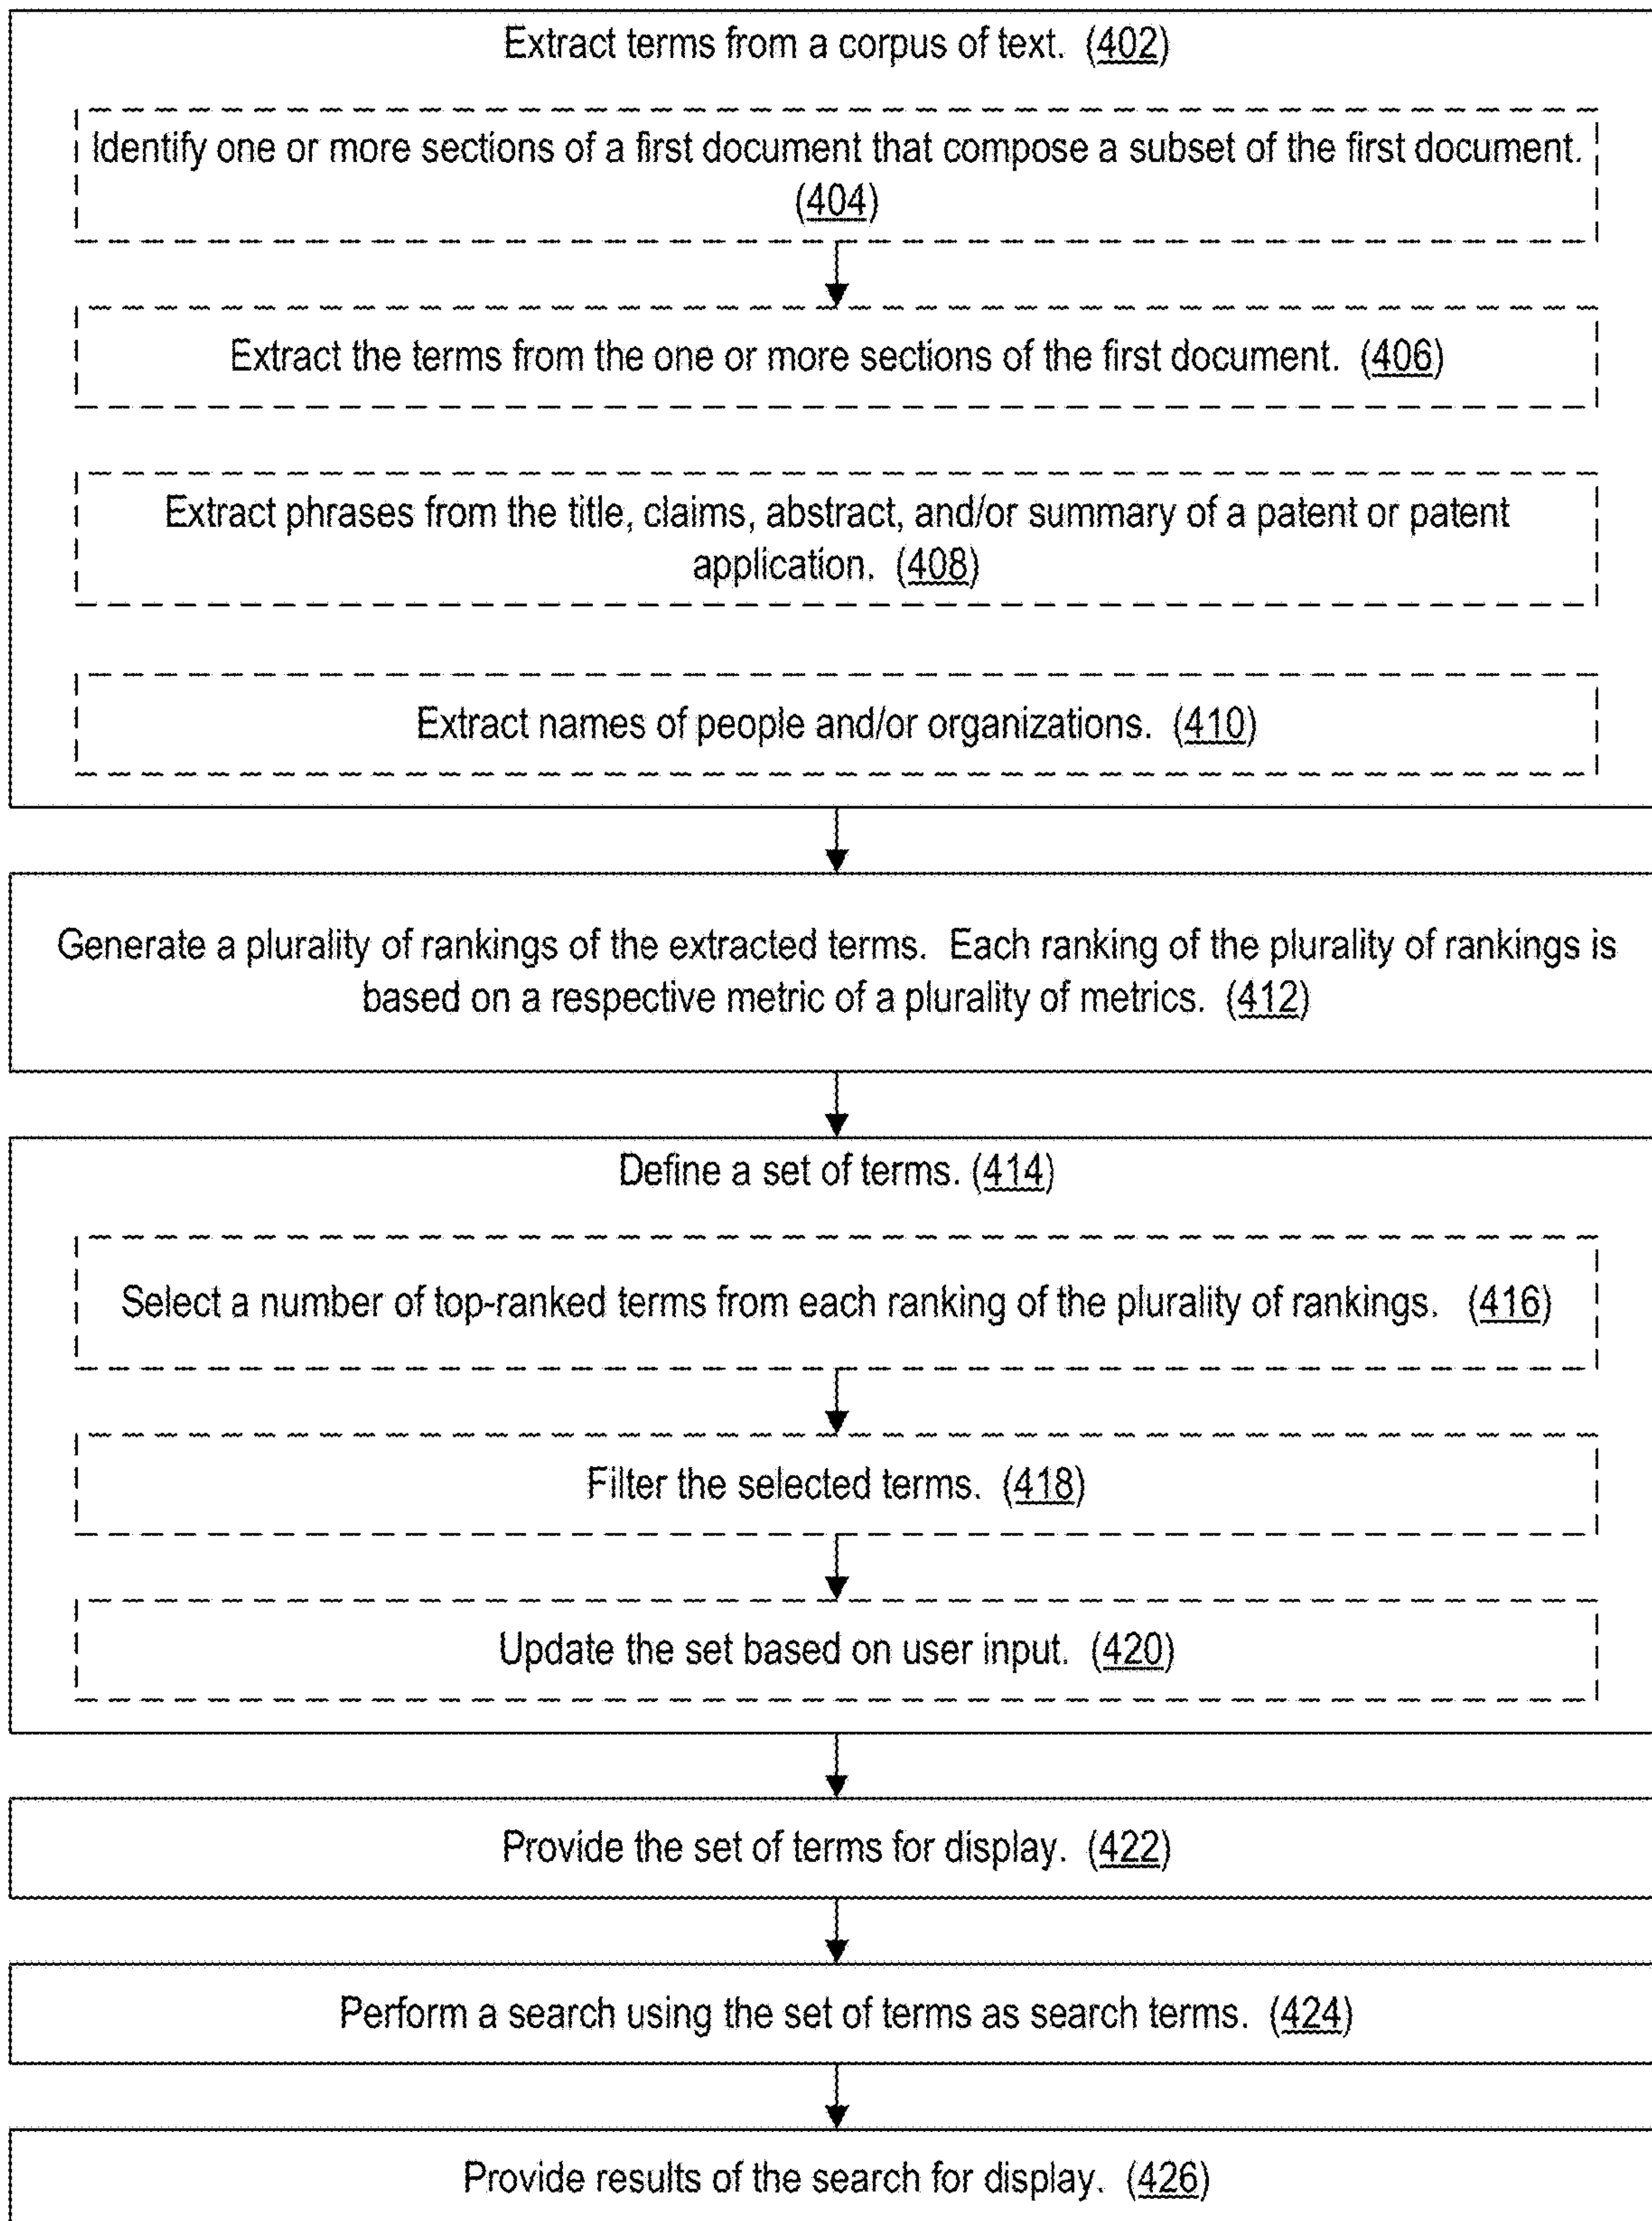 Extract terms from a corpus of text. (402)
Identify one or more sections of a first document that compose a subset of the first document.
(404)
Extract the terms from the one or more sections of the first document. (406)
Extract phrases from the title, claims, abstract, and/or summary of a patent or patent
application. (408)
Extract names of people and/or organizations. (410)
Generate a plurality of rankings of the extracted terms. Each ranking of the plurality of rankings is
based on a respective metric of a plurality of metrics. (412)
Define a set of terms. (414)
Select a number of top-ranked terms from each ranking of the plurality of rankings. (416)
Filter the selected terms. (418)
Update the set based on user input. (420)
Provide the set of terms for display. (422)
Perform a search using the set of terms as search terms. (424)
Provide results of the search for display. (426)